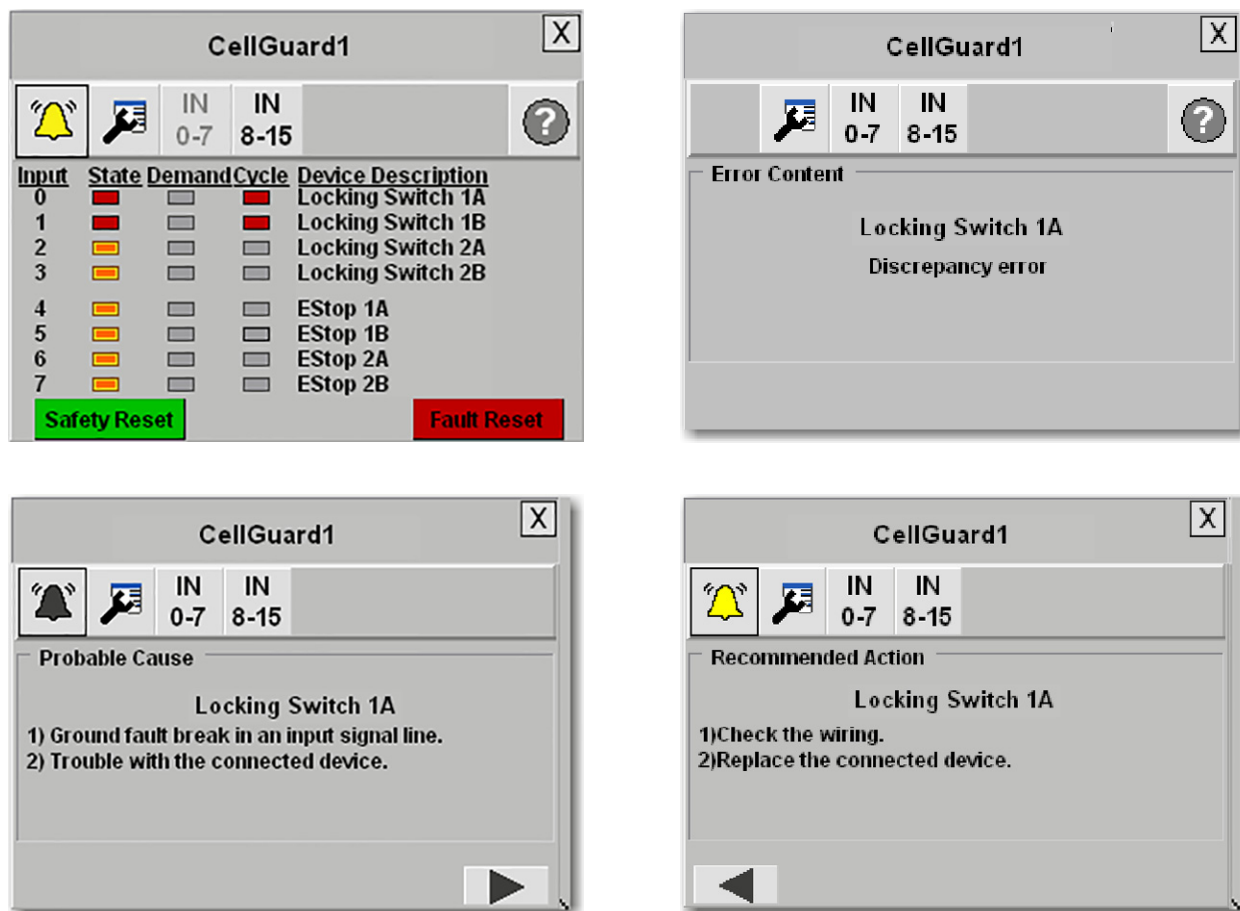 CellGuard1
X
IN 0-7
IN 8-15
?
Input State Demand Cycle Device Description
0 Locking Switch 1A
1 Locking Switch 1B
2 Locking Switch 2A
3 Locking Switch 2B
4 EStop 1A
5 EStop 1B
6 EStop 2A
7 EStop 2B
Safety Reset
Fault Reset
CellGuard1
X
IN 0-7
IN 8-15
?
Error Content
Locking Switch 1A
Discrepancy error
CellGuard1
X
IN 0-7
IN 8-15
Probable Cause
Locking Switch 1A
1) Ground fault break in an input signal line.
2) Trouble with the connected device.
CellGuard1
X
IN 0-7
IN 8-15
Recommended Action
Locking Switch 1A
1)Check the wiring.
2)Replace the connected device.